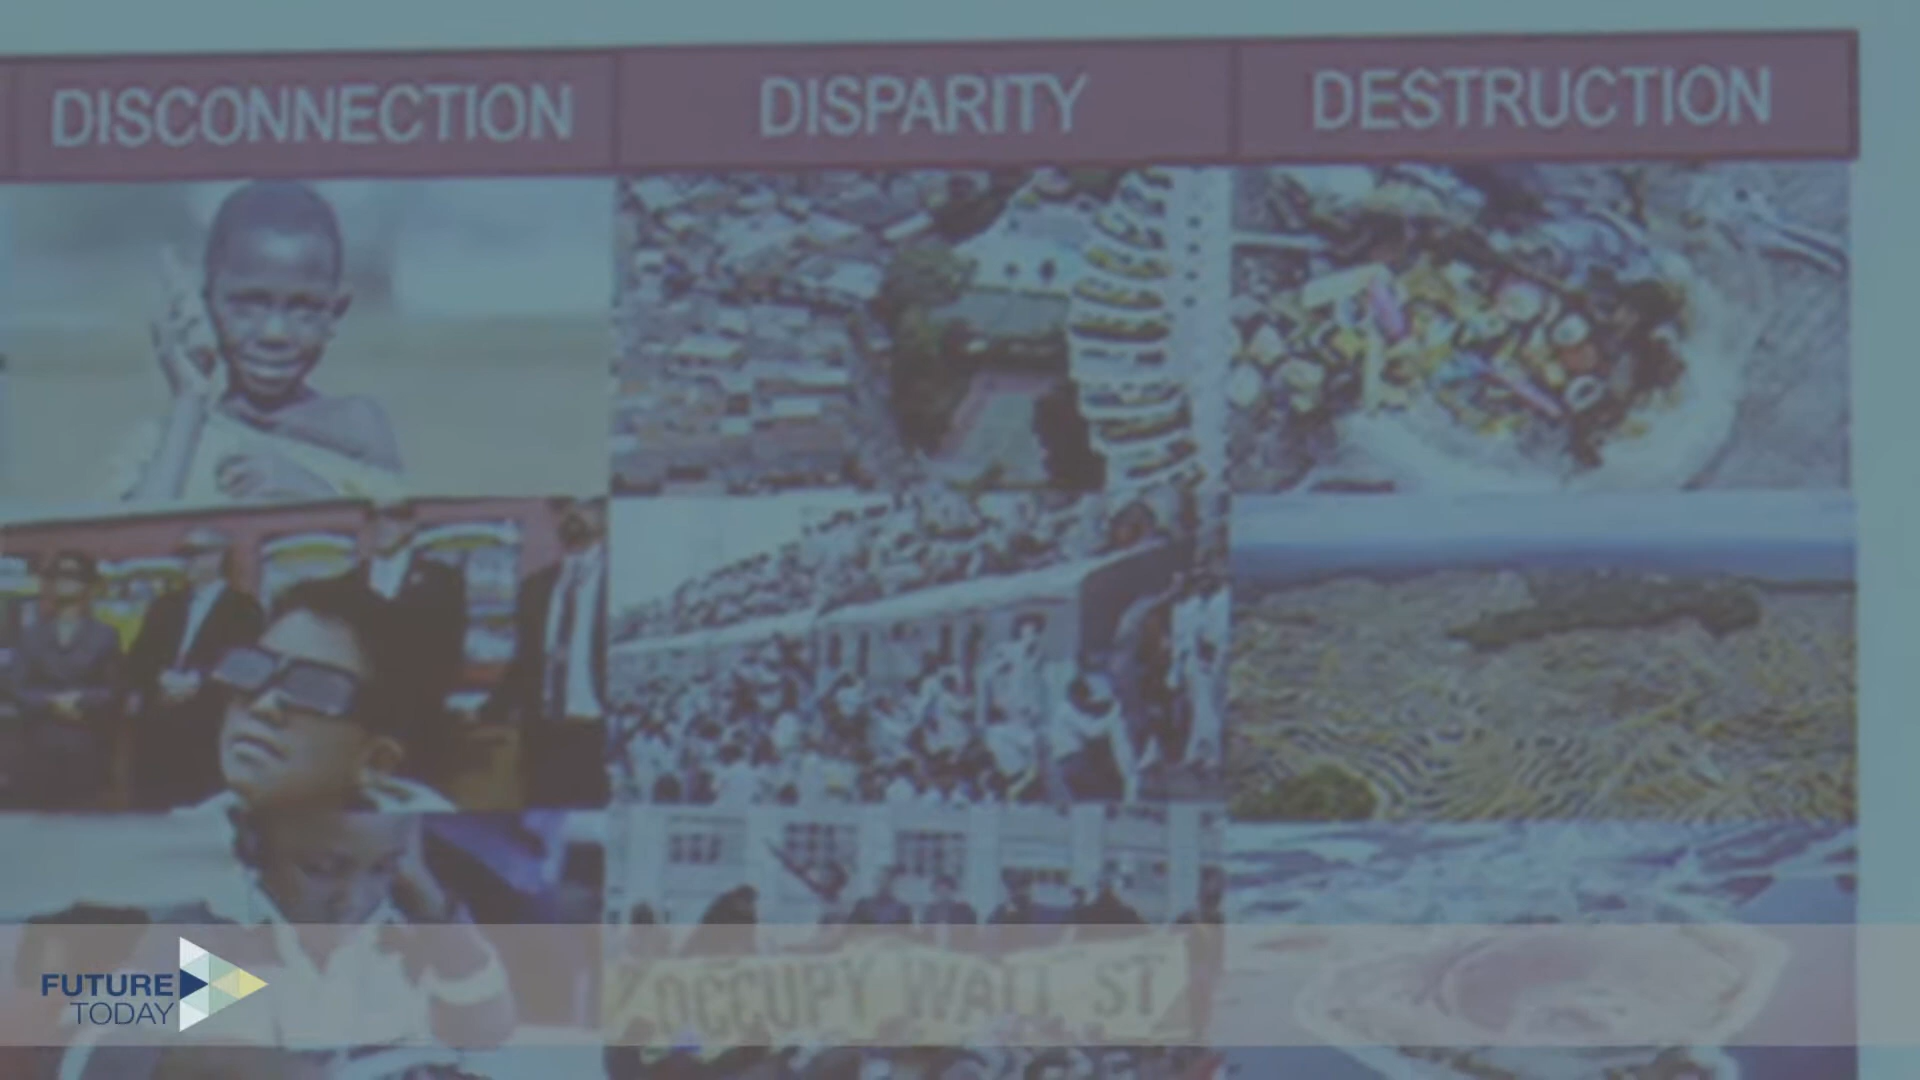 DISCONNECTION
DISPARITY
DESTRUCTION
OCCUPY WALL ST
FUTURE
TODAY